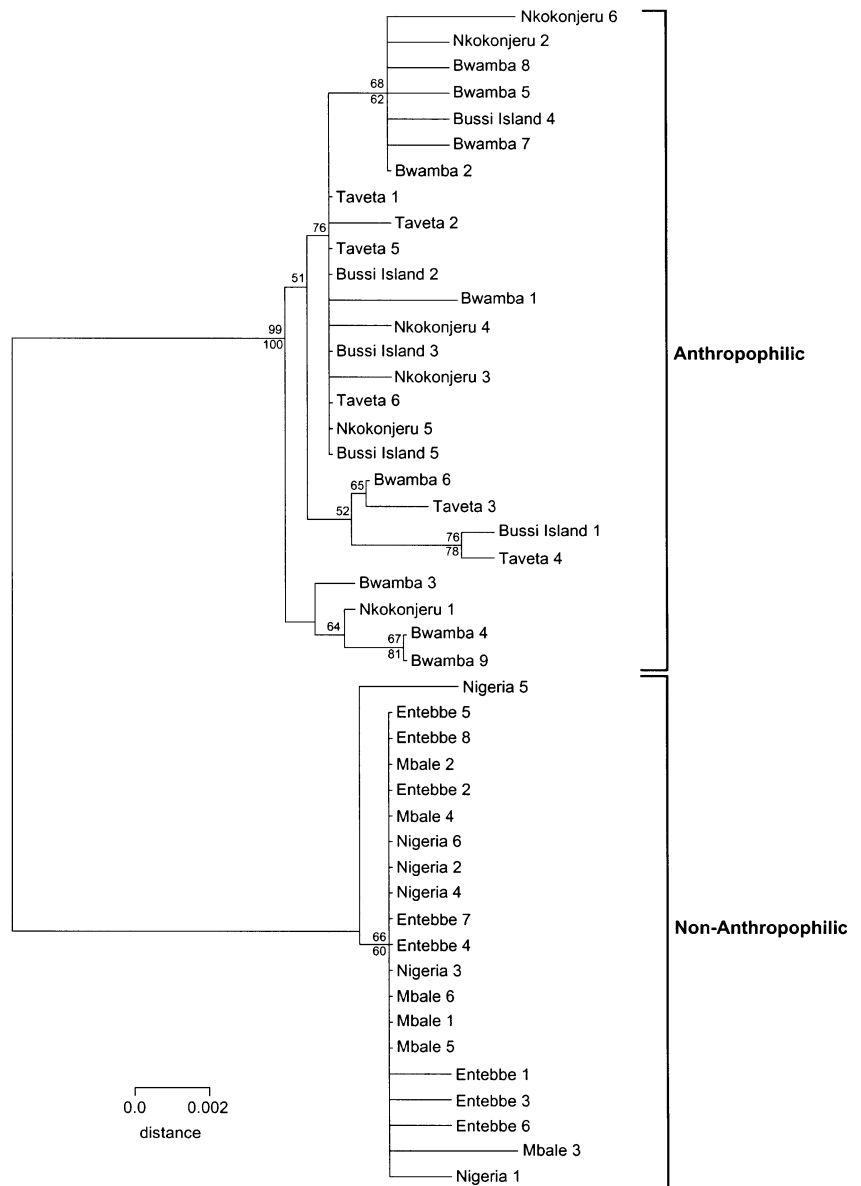 Nkokonjeru 6
Nkokonjeru 2
Bwamba 8
68
Bwamba 5
62
Bussi Island 4
Bwamba 7
Bwamba 2
Taveta 1
76
Taveta 2
Taveta 5
51
Bussi Island 2
Bwamba 1
99
Nkokonjeru 4
100
Bussi Island 3
Anthropophilic
Nkokonjeru 3
Taveta 6
Nkokonjeru 5
Bussi Island 5
65
Bwamba 6
52
Taveta 3
76
Bussi Island 1
78
Taveta 4
Bwamba 3
Nkokonjeru 1
64
67
Bwamba 4
81
Bwamba 9
Nigeria 5
Entebbe 5
Entebbe 8
Mbale 2
Entebbe 2
Mbale 4
Nigeria 6
Nigeria 2
Nigeria 4
Entebbe 7
Non-Anthropophilic
66
Entebbe 4
60
Nigeria 3
Mbale 6
Mbale 1
Mbale 5
Entebbe 1
Entebbe 3
Entebbe 6
Mbale 3
Nigeria 1
0.0 0.002
distance